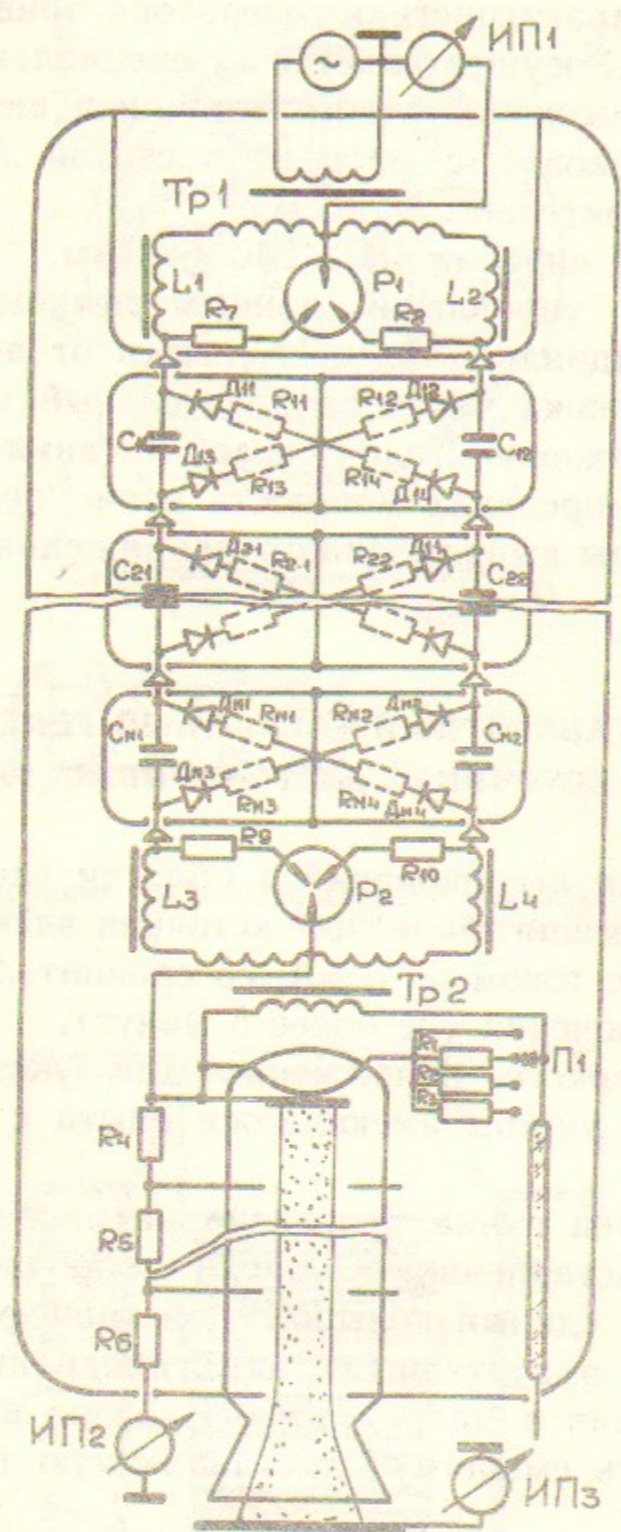 ИП1
Тр1
L1 P1 L2
R7 R8
Д11 R11 R12 Д12
C12
Д13 R13 R14 Д14
Д21 R21 R22 Д11
C21 C22
Дн1 Rн1 Rн2 Дн2
Cн1 Cн2
Дн3 Rн3 Rн4 Дн4
R9 R10
L3 P2 L4
Тр2
R1 П1
R2
R3
R4
R5
R6
ИП2
ИП3